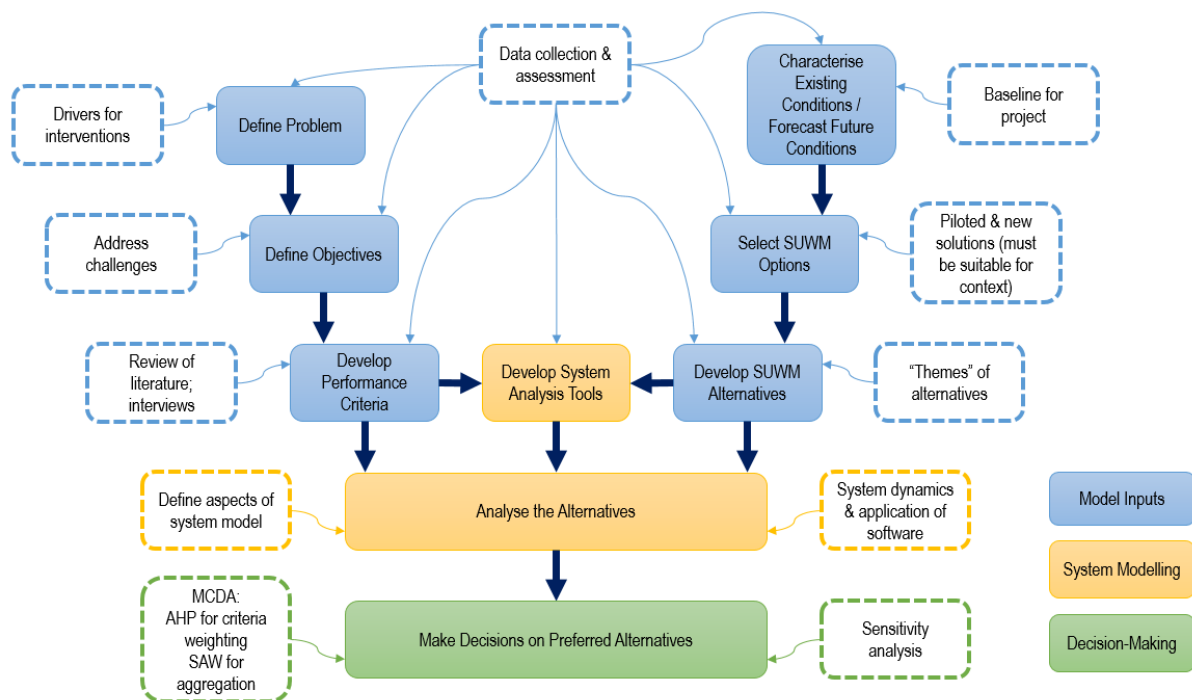 Data collection &
assessment
Characterise
Existing
Conditions /
Forecast Future
Conditions
Drivers for
interventions
Define Problem
Baseline for
project
Address
challenges
Define Objectives
Select SUWM
Options
Piloted & new
solutions (must
be suitable for
context)
Review of
literature;
interviews
Develop
Performance
Criteria
Develop System
Analysis Tools
Develop SUWM
Alternatives
“Themes” of
alternatives
Define aspects of
system model
Analyse the Alternatives
System dynamics
& application of
software
Model Inputs
System Modelling
MCDA:
AHP for criteria
weighting
SAW for
aggregation
Make Decisions on Preferred Alternatives
Sensitivity
analysis
Decision-Making